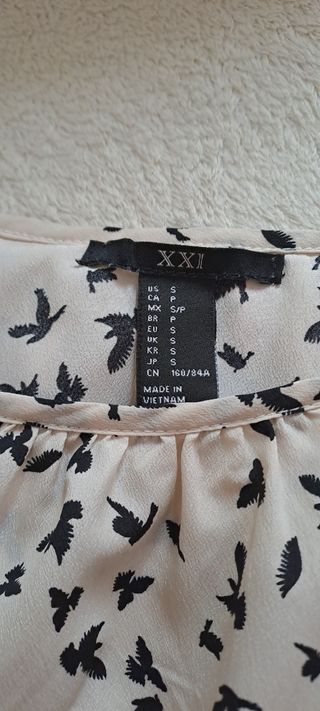 XXI
US S
CA P
MX S/P
BR P
EU S
UK S
KR S
JP S
CN 160/84A
MADE IN
VIETNAM